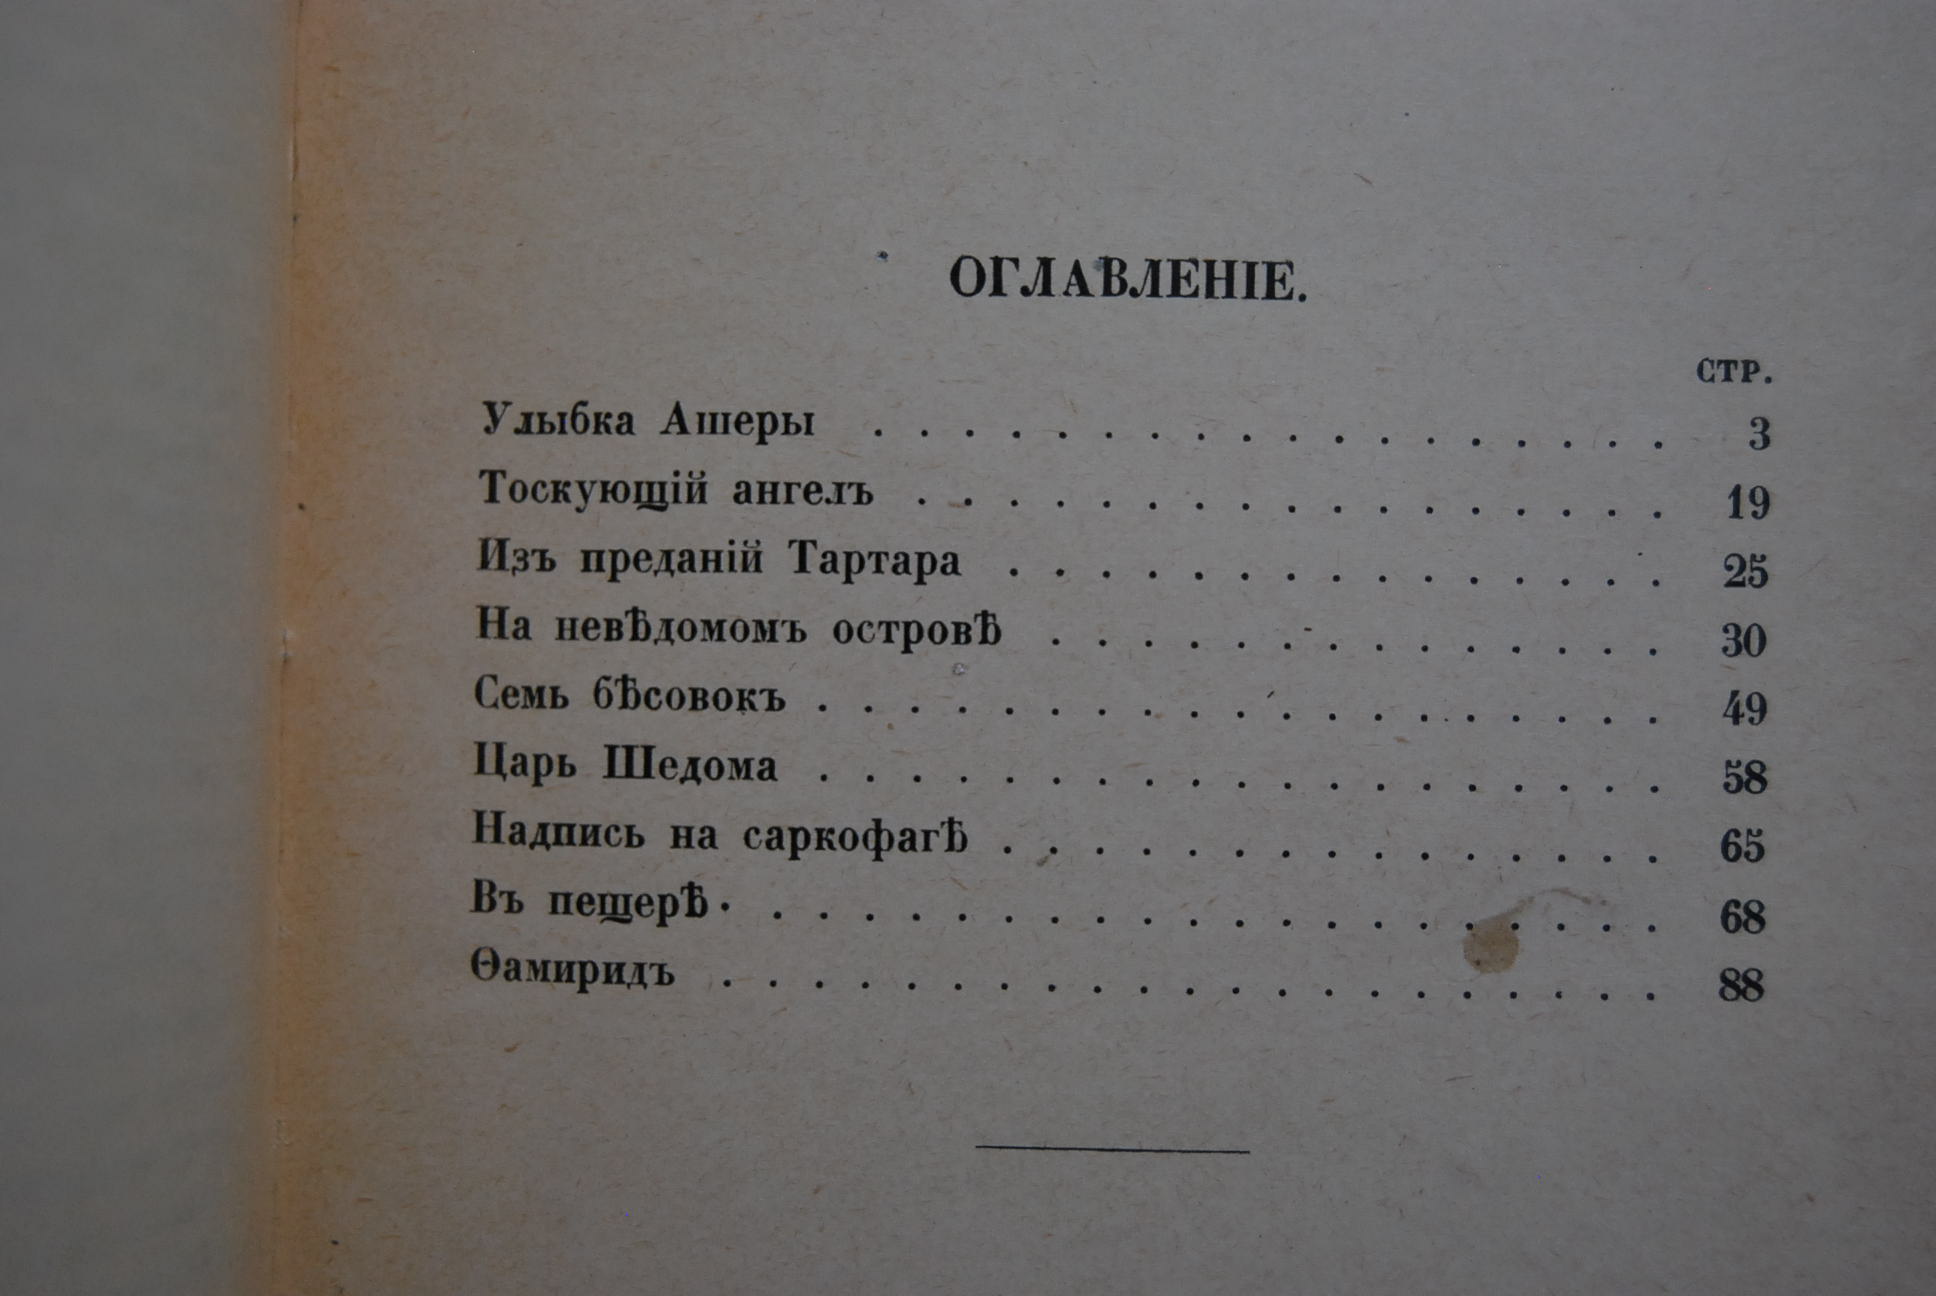 ОГЛАВЛЕНІЕ.
СТР.
Улыбка Ашеры . . . . . . . . . . . . . . . . . . 3
Тоскующій ангелъ . . . . . . . . . . . . . . . . . 19
Изъ преданій Тартара . . . . . . . . . . . . . . . 25
На невѣдомомъ островѣ . . . . . . . . . . . . . . 30
Семь бѣсовокъ . . . . . . . . . . . . . . . . . . . 49
Царь Шедома . . . . . . . . . . . . . . . . . . . 58
Надпись на саркофагѣ . . . . . . . . . . . . . . . 65
Въ пещерѣ . . . . . . . . . . . . . . . . . . . . . 68
Ѳамиридъ . . . . . . . . . . . . . . . . . . . . . 88